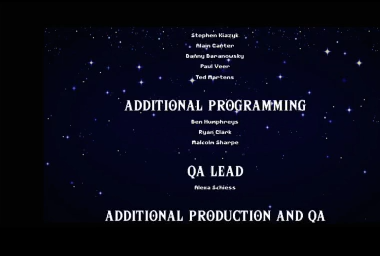 Stephen Kiazyk
Alain Carter
Danny Baranowsky
Paul Veer
Ted Martens
ADDITIONAL PROGRAMMING
Ben Humphreys
Ryan Clark
Malcolm Sharpe
QA LEAD
Alexa Schiess
ADDITIONAL PRODUCTION AND QA